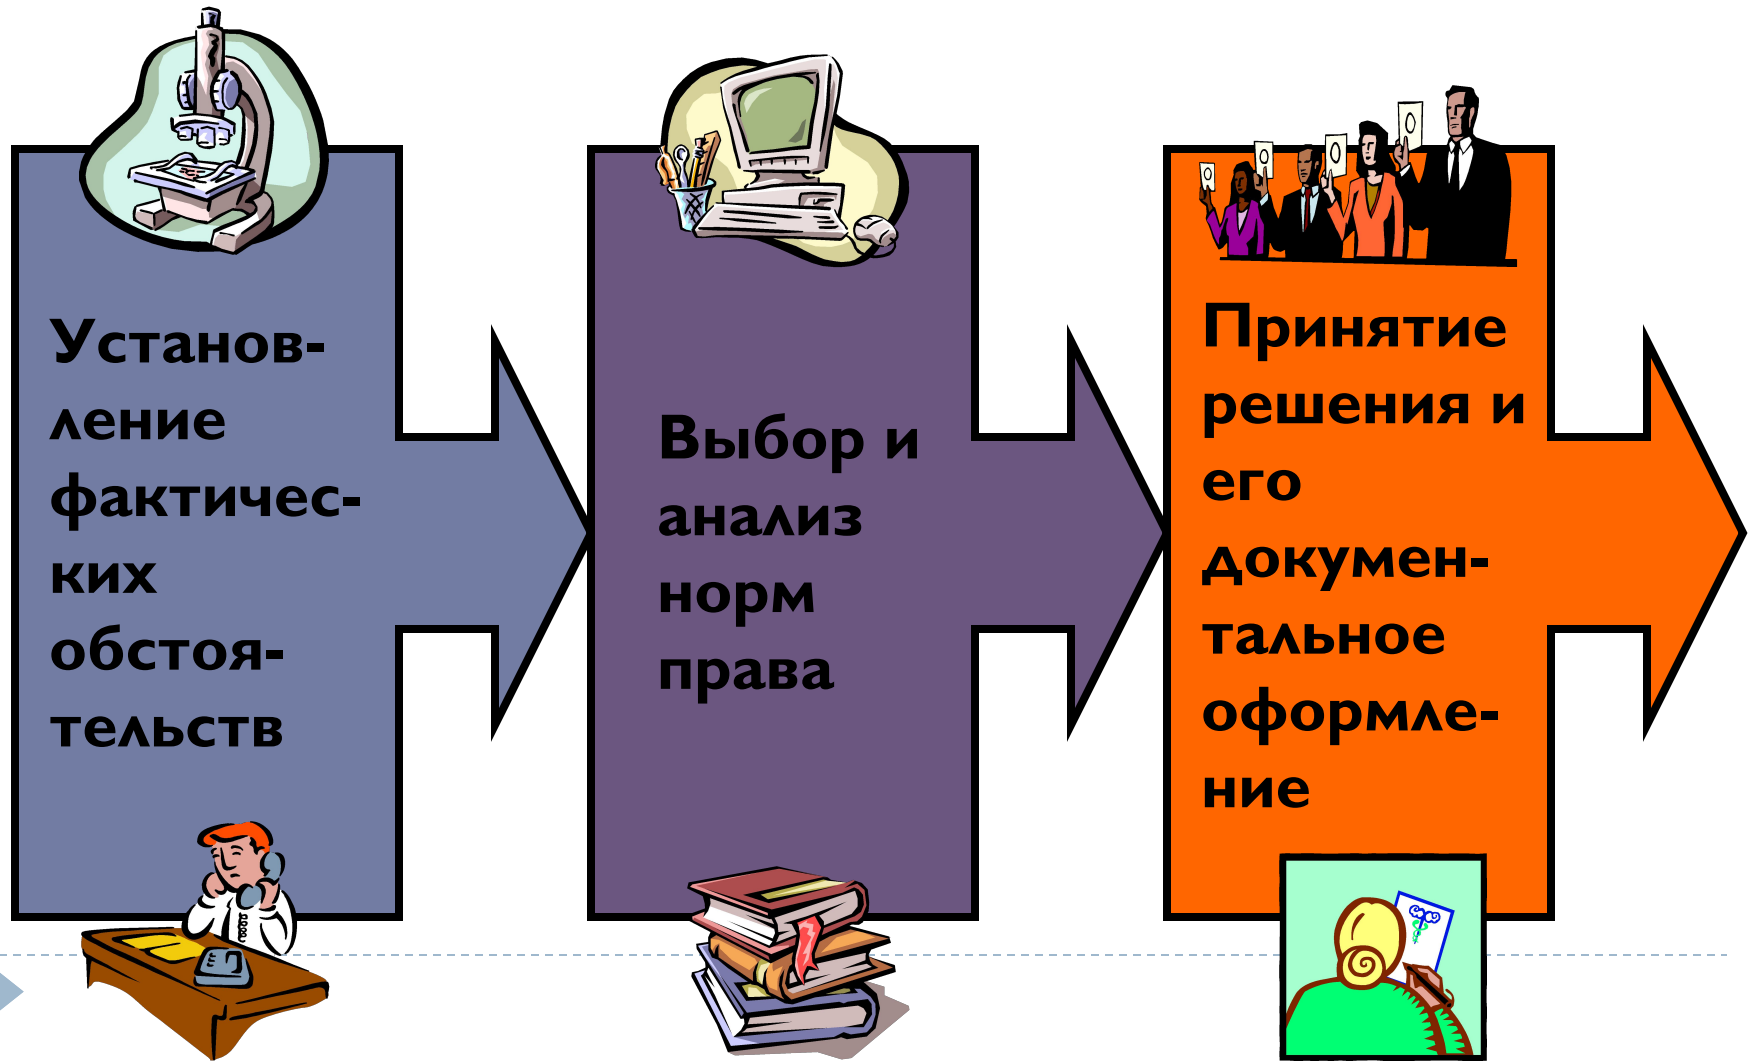 Установ-
ление
фактичес-
ких
обстоя-
тельств
Выбор и
анализ
норм
права
Принятие
решения и
его
докумен-
тальное
оформле-
ние